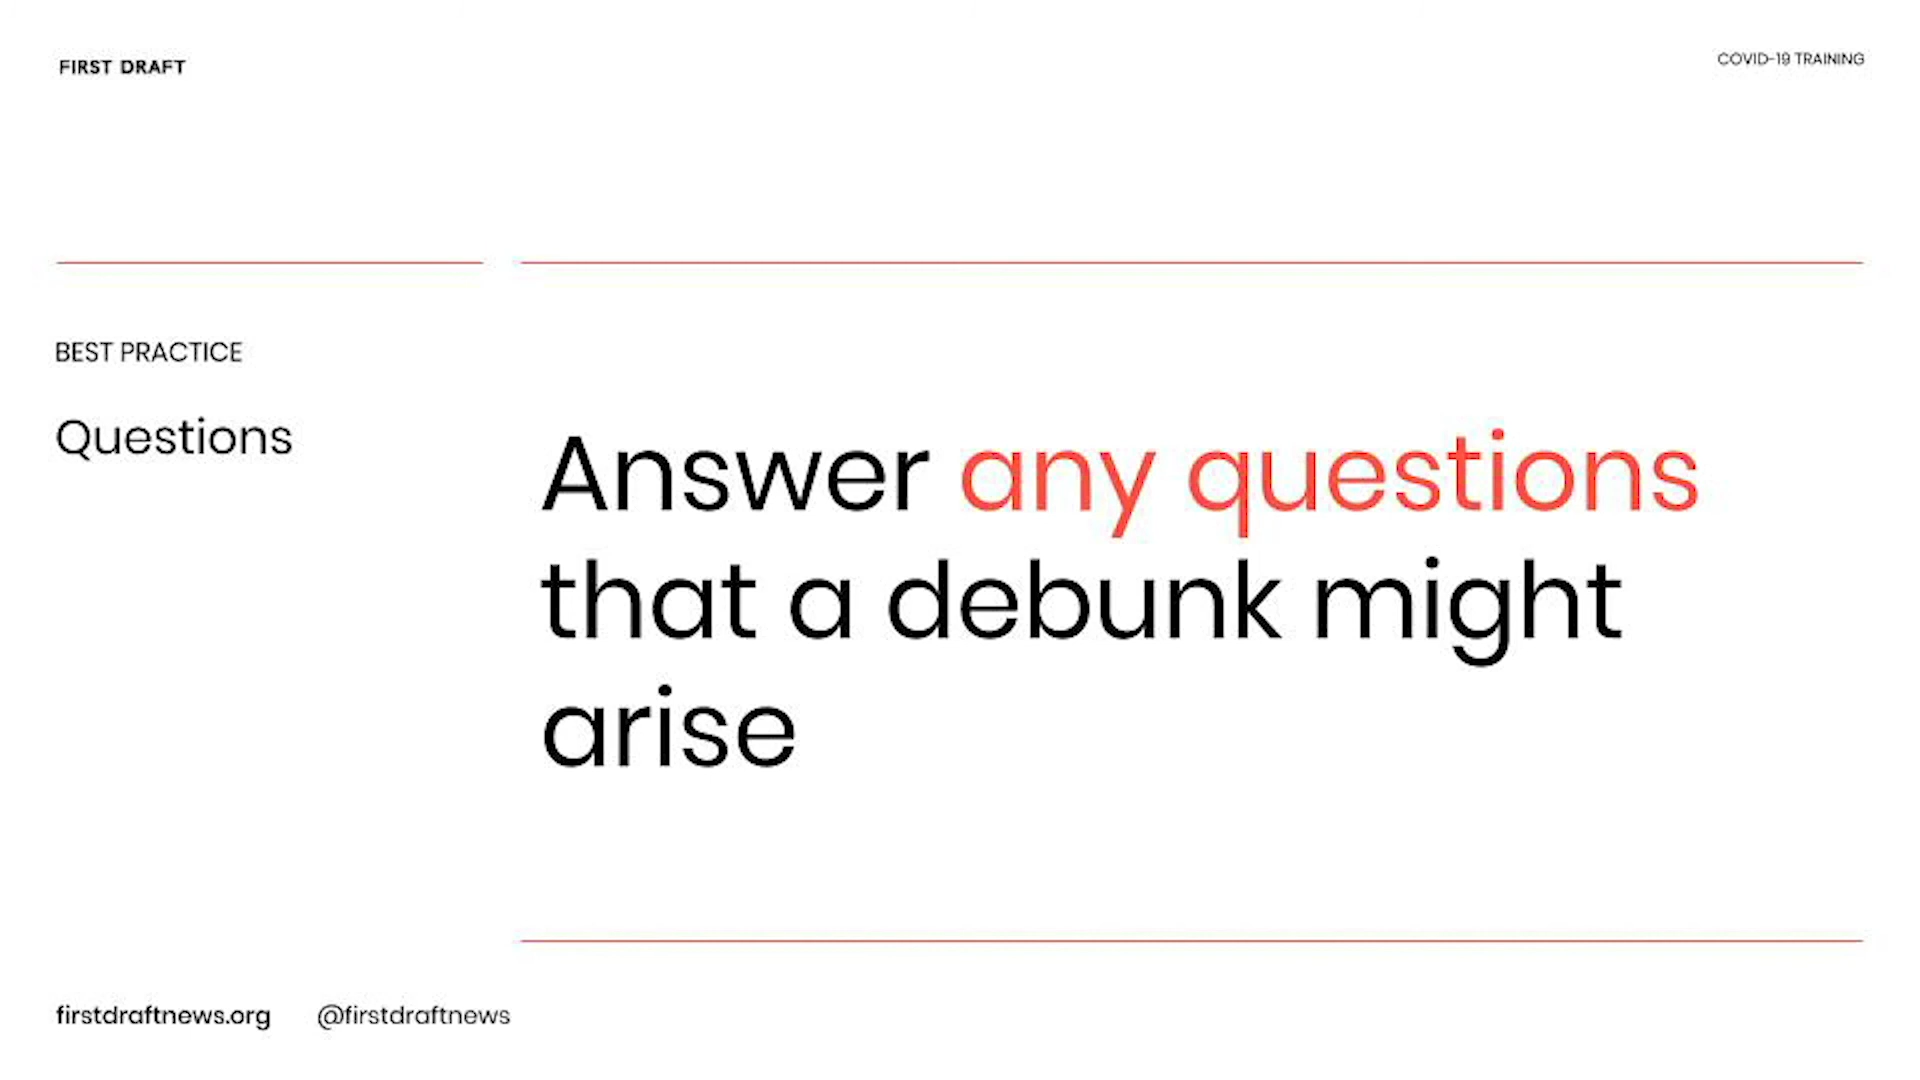 FIRST DRAFT
COVID-19 TRAINING
BEST PRACTICE
Questions
Answer any questions
that a debunk might
arise
firstdraftnews.org
@firstdraftnews